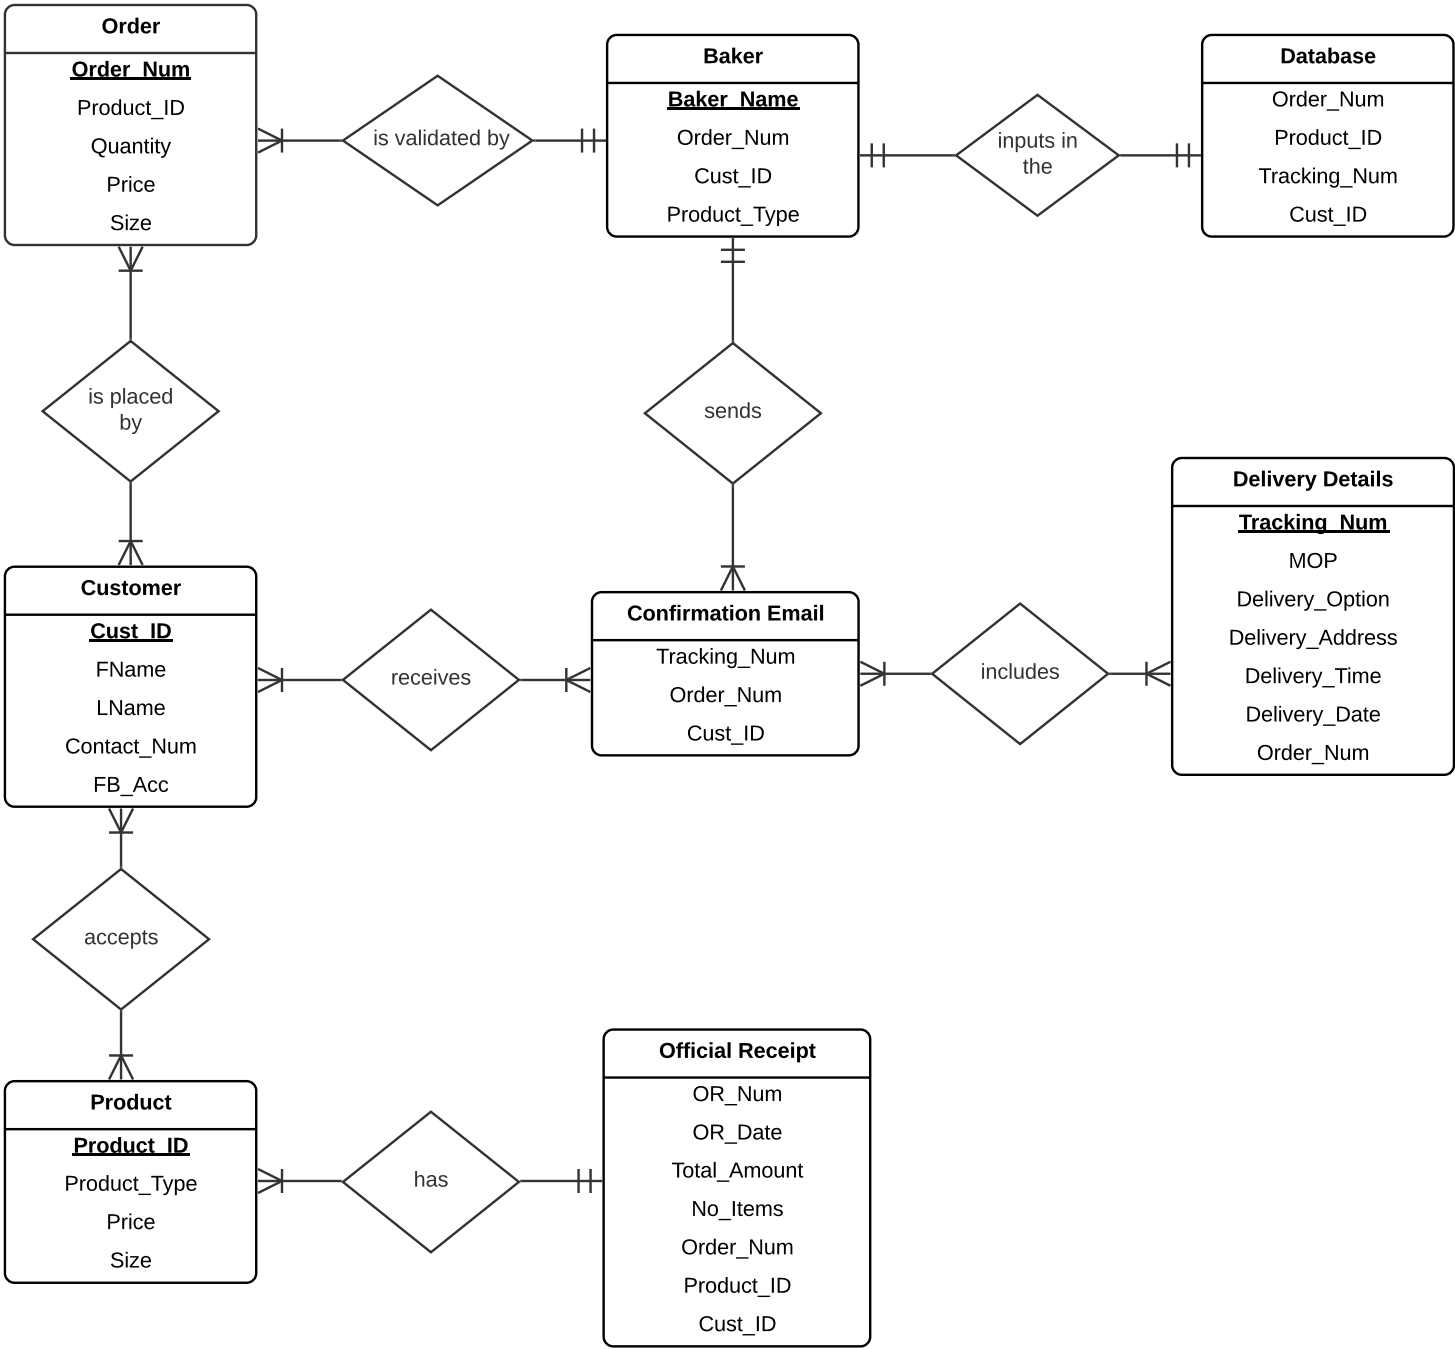 Order
Order_Num
Product_ID
Quantity
Price
Size
is validated by
Baker
Baker_Name
Order_Num
Cust_ID
Product_Type
inputs in
the
Database
Order_Num
Product_ID
Tracking_Num
Cust_ID
is placed
by
sends
Customer
Cust_ID
FName
LName
Contact_Num
FB_Acc
receives
Confirmation Email
Tracking_Num
Order_Num
Cust_ID
includes
Delivery Details
Tracking_Num
MOP
Delivery_Option
Delivery_Address
Delivery_Time
Delivery_Date
Order_Num
accepts
Product
Product_ID
Product_Type
Price
Size
has
Official Receipt
OR_Num
OR_Date
Total_Amount
No_Items
Order_Num
Product_ID
Cust_ID